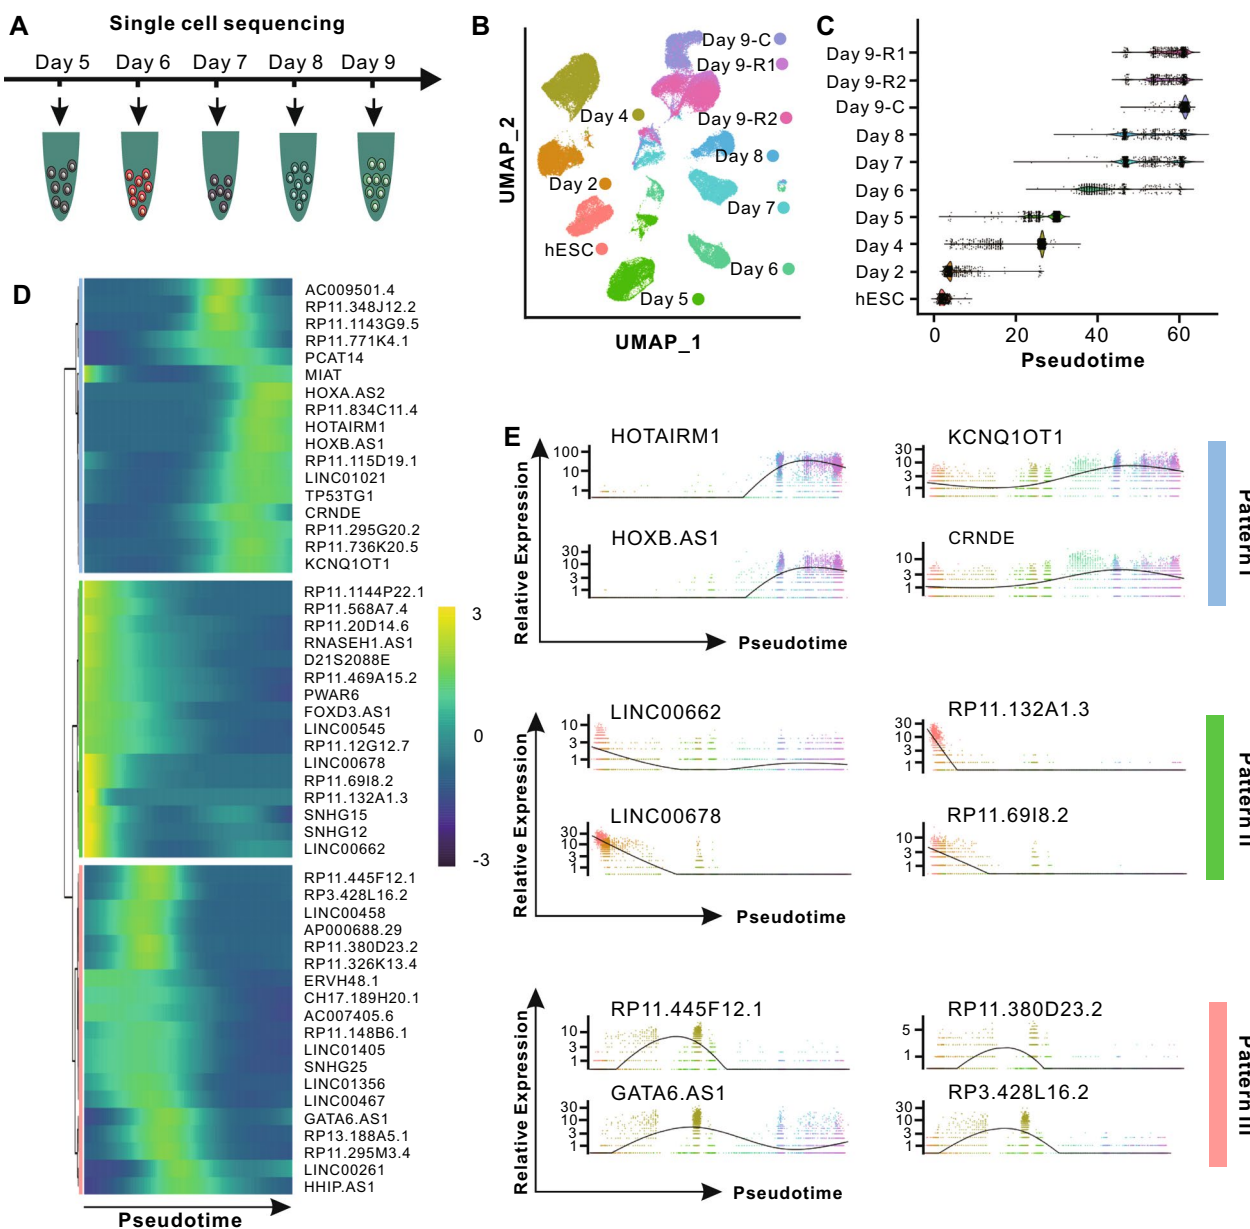 A
Single cell sequencing
Day 5 Day 6 Day 7 Day 8 Day 9
B
UMAP_2
Day 9-C
Day 9-R1
Day 4
Day 9-R2
Day 8
Day 2
Day 7
hESC
Day 6
Day 5
UMAP_1
C
Day 9-R1
Day 9-R2
Day 9-C
Day 8
Day 7
Day 6
Day 5
Day 4
Day 2
hESC
0 20 40 60
Pseudotime
D
AC009501.4
RP11.348J12.2
RP11.1143G9.5
RP11.771K4.1
PCAT14
MIAT
HOXA.AS2
RP11.834C11.4
HOTAIRM1
HOXB.AS1
RP11.115D19.1
LINC01021
TP53TG1
CRNDE
RP11.295G20.2
RP11.736K20.5
KCNQ1OT1
RP11.1144P22.1
RP11.568A7.4
RP11.20D14.6
RNASEH1.AS1
D21S2088E
RP11.469A15.2
PWAR6
FOXD3.AS1
LINC00545
RP11.12G12.7
LINC00678
RP11.69I8.2
RP11.132A1.3
SNHG15
SNHG12
LINC00662
RP11.445F12.1
RP3.428L16.2
LINC00458
AP000688.29
RP11.380D23.2
RP11.326K13.4
ERVH48.1
CH17.189H20.1
AC007405.6
RP11.148B6.1
LINC01405
SNHG25
LINC01356
LINC00467
GATA6.AS1
RP13.188A5.1
RP11.295M3.4
LINC00261
HHIP.AS1
Pseudotime
3
0
-3
E
Relative Expression
HOTAIRM1
100
10
1
KCNQ1OT1
30
10
3
1
HOXB.AS1
30
10
3
1
CRNDE
10
3
1
Pseudotime
Pattern I
Relative Expression
LINC00662
10
3
1
RP11.132A1.3
30
10
3
1
LINC00678
30
10
3
1
RP11.69I8.2
10
3
1
Pseudotime
Pattern II
Relative Expression
RP11.445F12.1
10
3
1
RP11.380D23.2
5
1
GATA6.AS1
30
10
3
1
RP3.428L16.2
30
10
3
1
Pseudotime
Pattern III